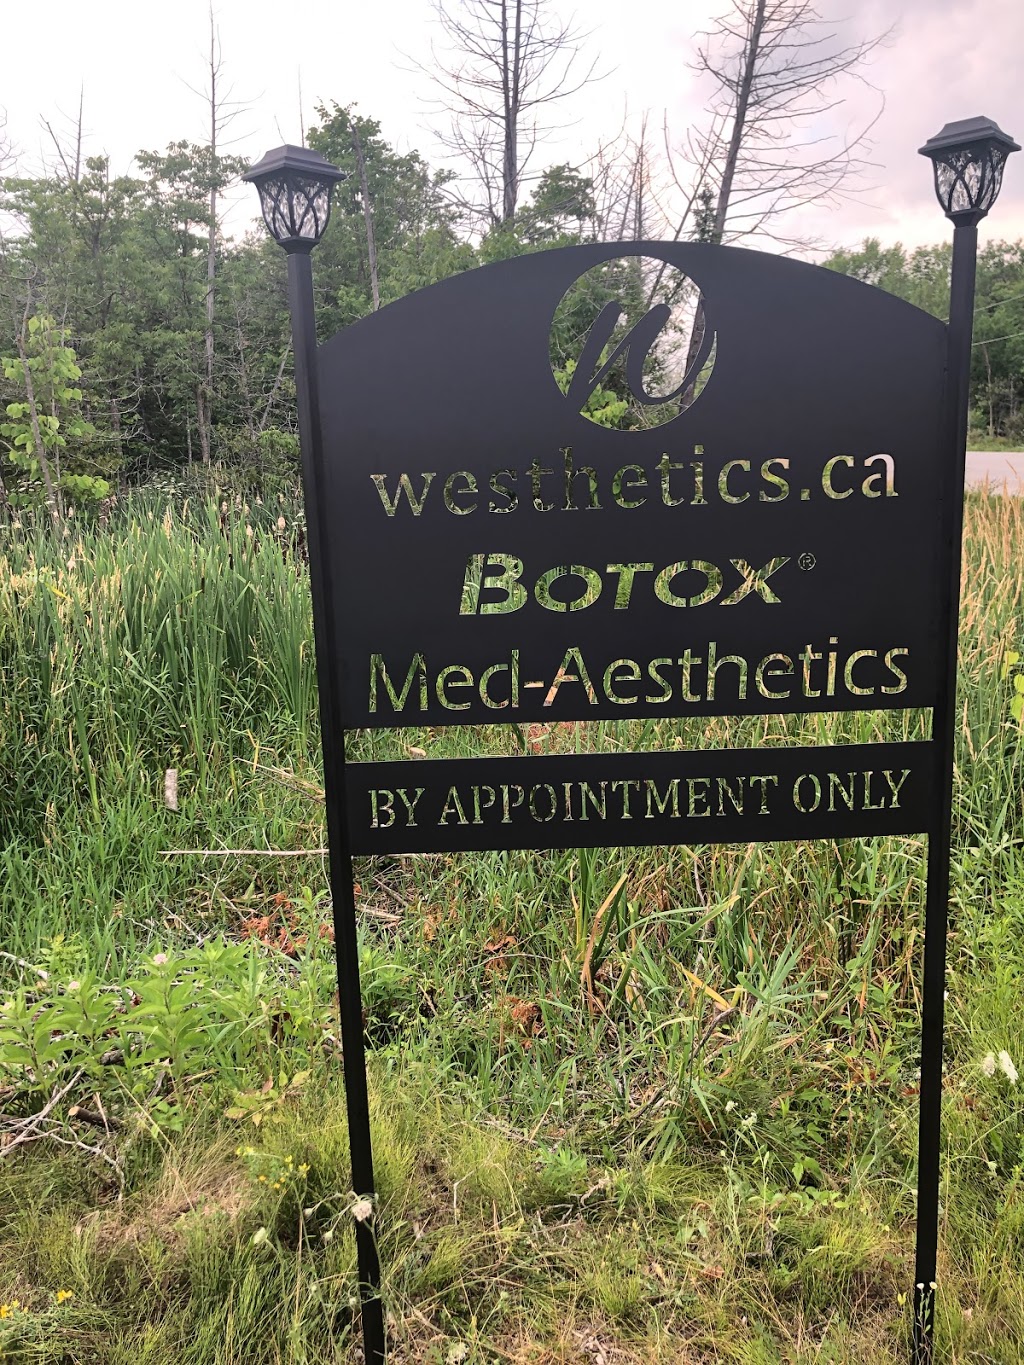 w
westhetics.ca
BOTOX®
Med-Aesthetics
BY APPOINTMENT ONLY